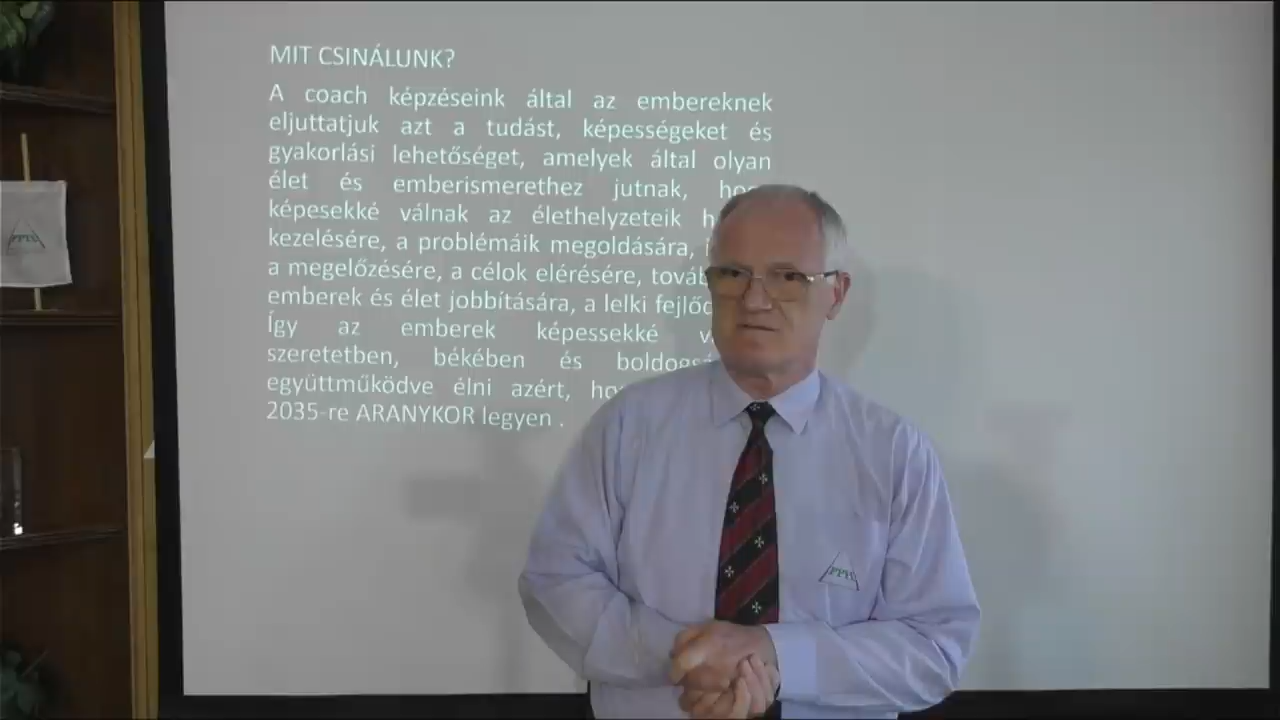 MIT CSINÁLUNK?
A coach képzéseink által az embereknek
eljuttatjuk azt a tudást, képességeket és
gyakorlási lehetőséget, amelyek által olyan
élet és emberismerethez jutnak,
képesekké válnak az élethelyzeteik
kezelésére, a problémáik megoldására,
a megelőzésére, a célok elérésére,
emberek és élet jobbítására, a lelki
Így az emberek képessekké
szeretetben, békében és
együttműködve élni azért,
2035-re ARANYKOR legyen .